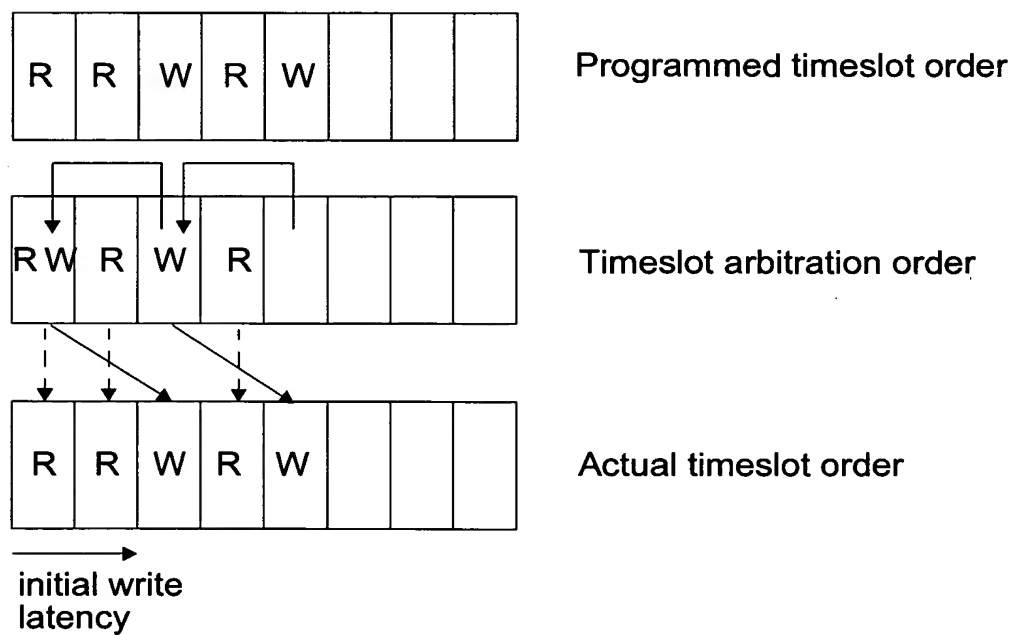 R R W R W
Programmed timeslot order
RW R W R
Timeslot arbitration order
R R W R W
Actual timeslot order
initial write
latency